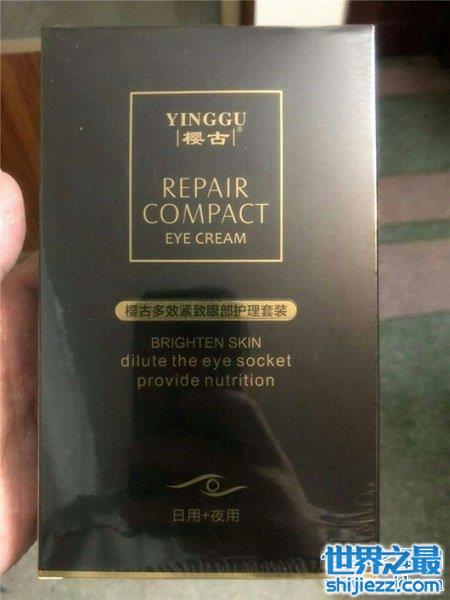 YINGGU
樱古®
REPAIR
COMPACT
EYE CREAM
樱古多效紧致眼部护理套装
BRIGHTEN SKIN
dilute the eye socket
provide nutrition
日用+夜用
世界之最
shijiezz.com